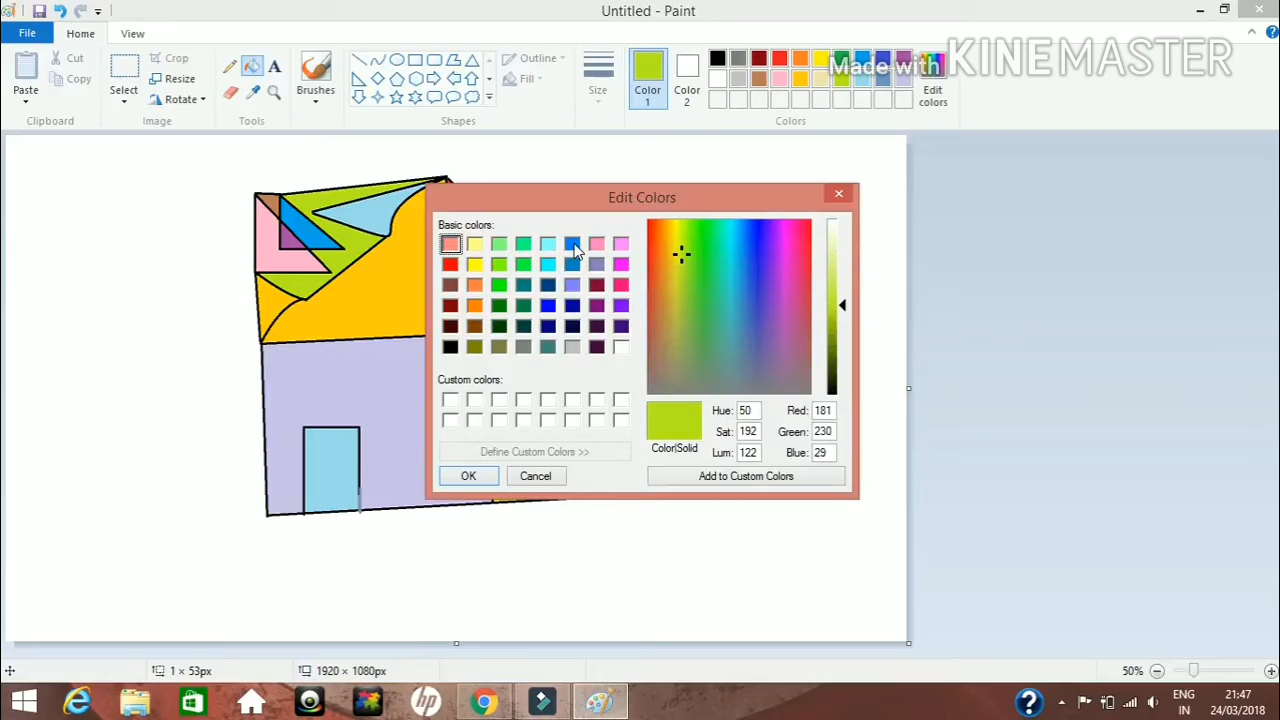 Untitled - Paint
File
Home
View
Paste
Cut
Copy
Clipboard
Select
Crop
Resize
Rotate
Image
Tools
Brushes
Shapes
Outline
Fill
Size
Color 1
Color 2
Colors
Edit colors
Made with KINEMASTER
Edit Colors
Basic colors:
Custom colors:
Define Custom Colors >>
OK
Cancel
Color|Solid
Hue: 50
Sat: 192
Lum: 122
Red: 181
Green: 230
Blue: 29
Add to Custom Colors
1 × 53px
1920 × 1080px
50%
hp
ENG
IN
21:47
24/03/2018